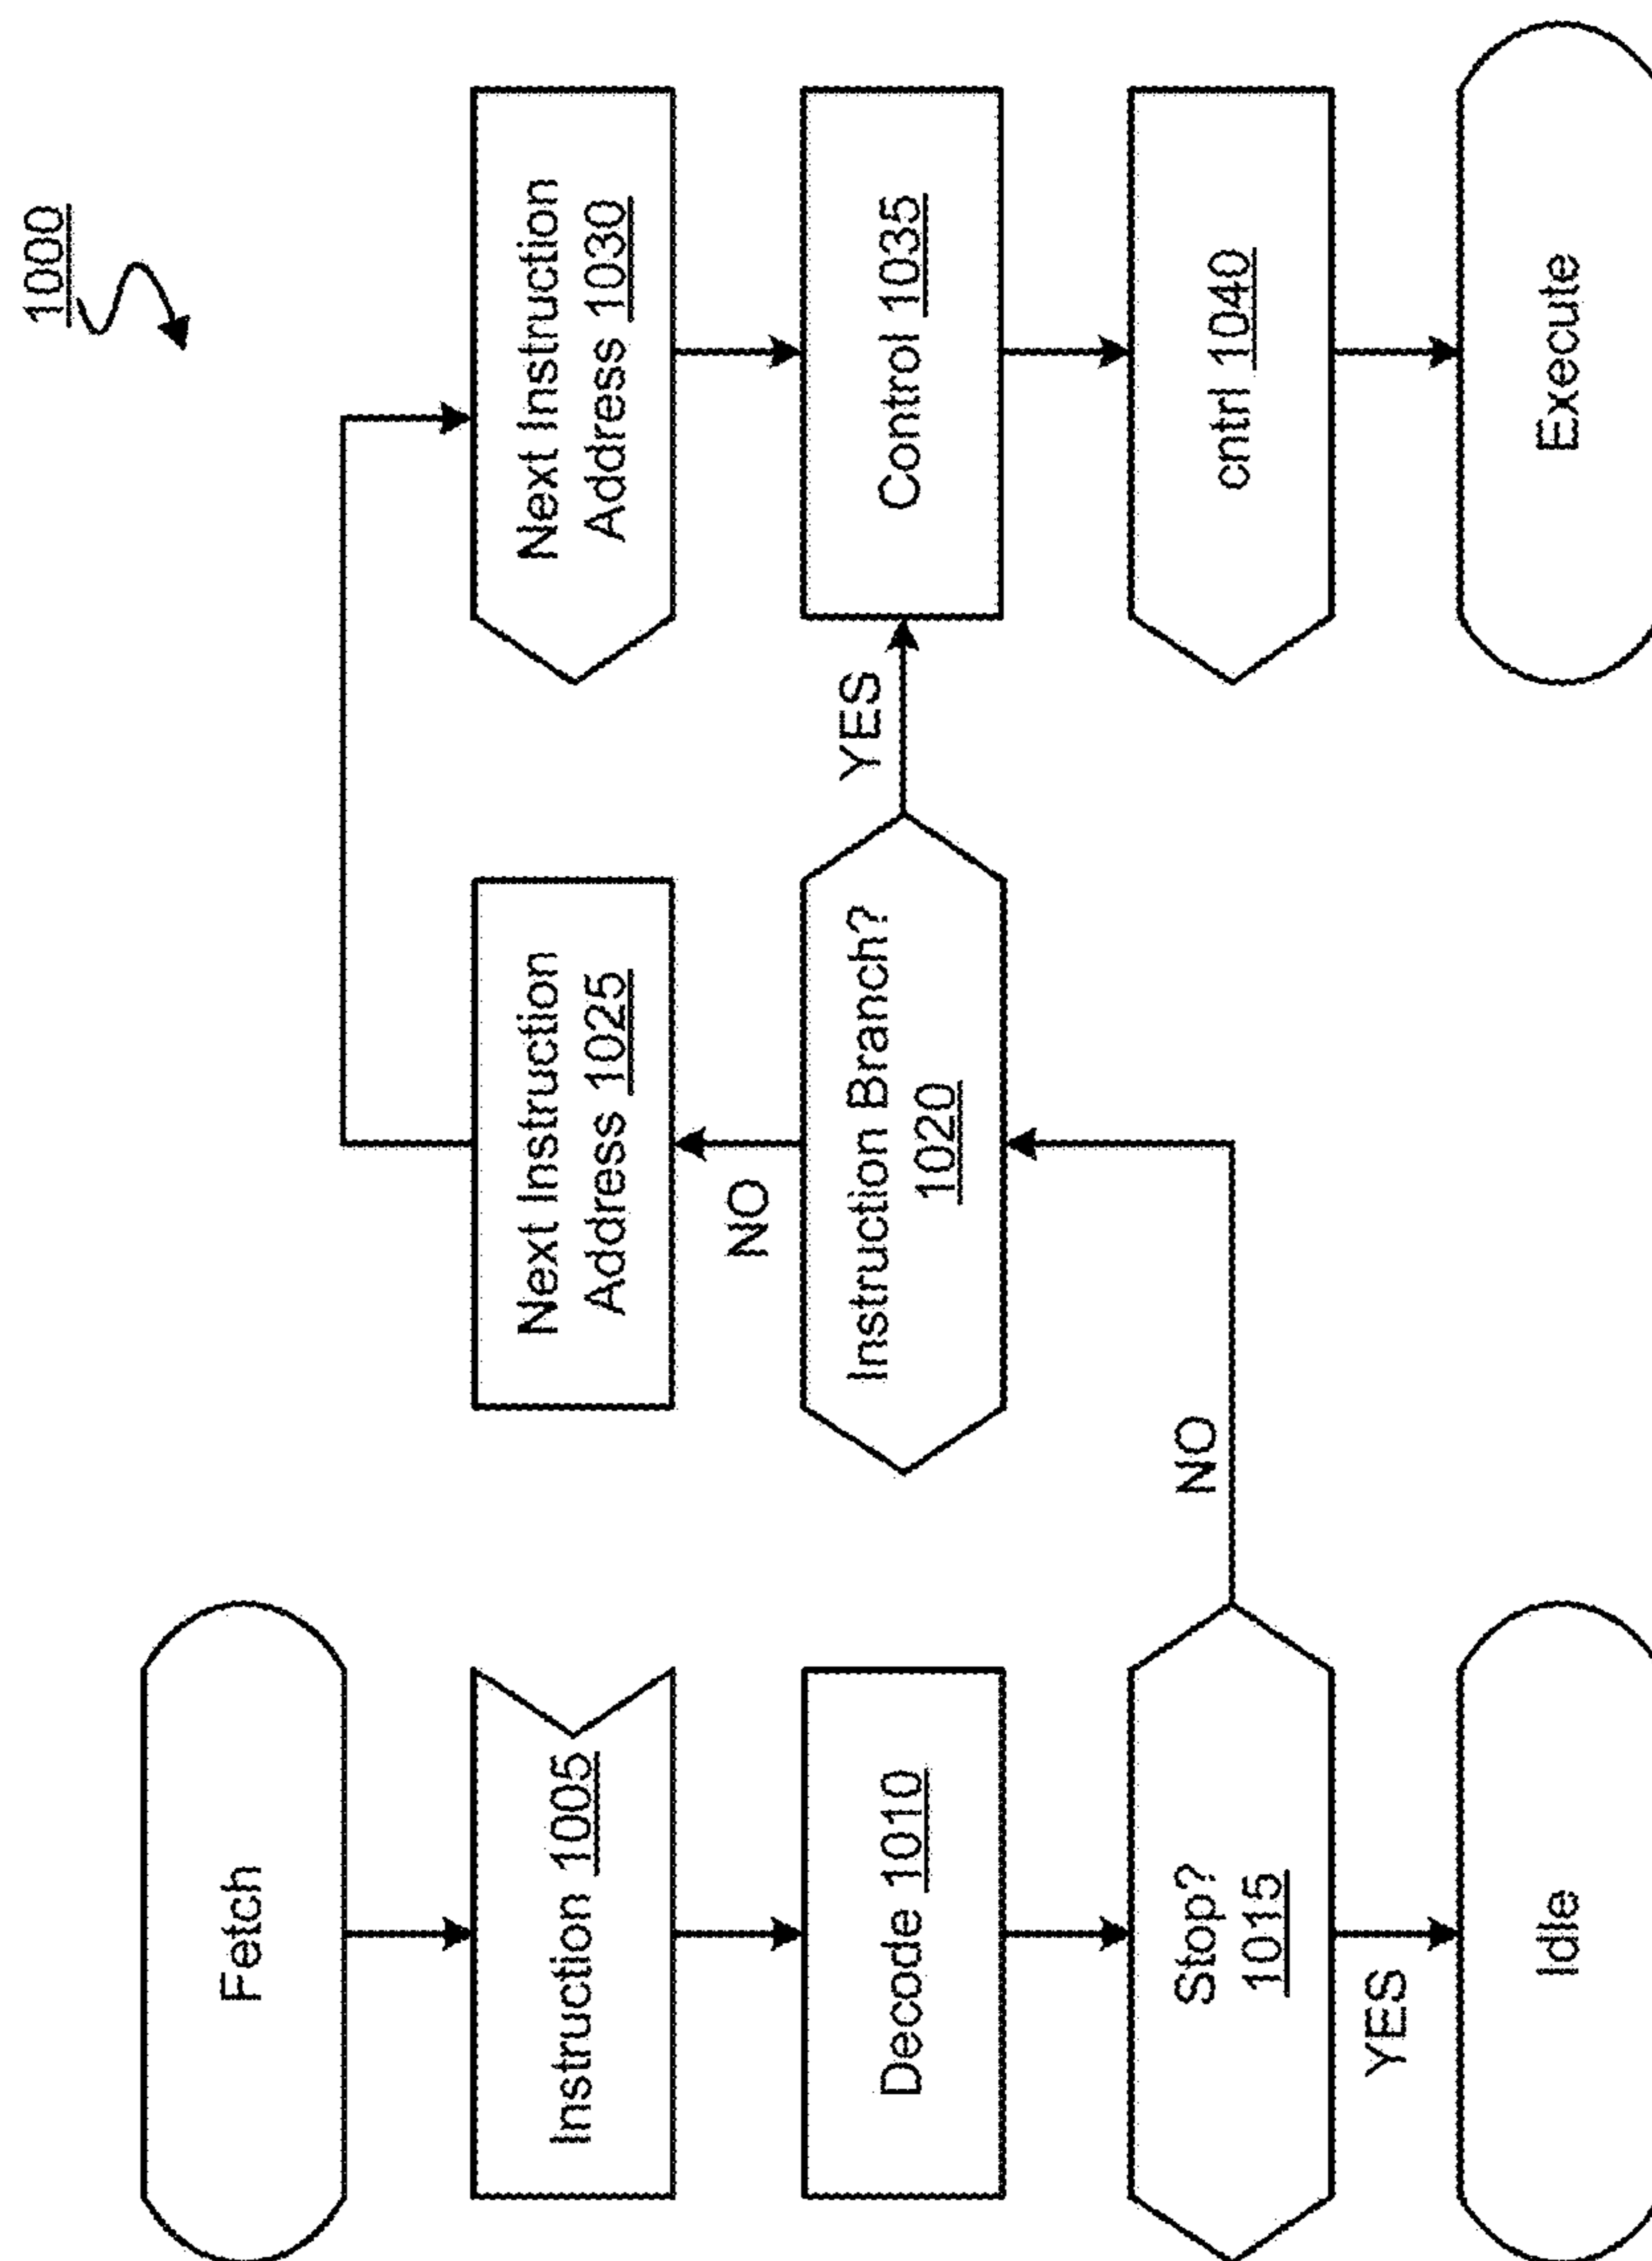 1000
Fetch
Instruction 1005
Decode 1010
Stop?
1015
YES
Idle
NO
Instruction Branch?
1020
NO
Next Instruction
Address 1025
YES
Next Instruction
Address 1030
Control 1035
cntrl 1040
Execute